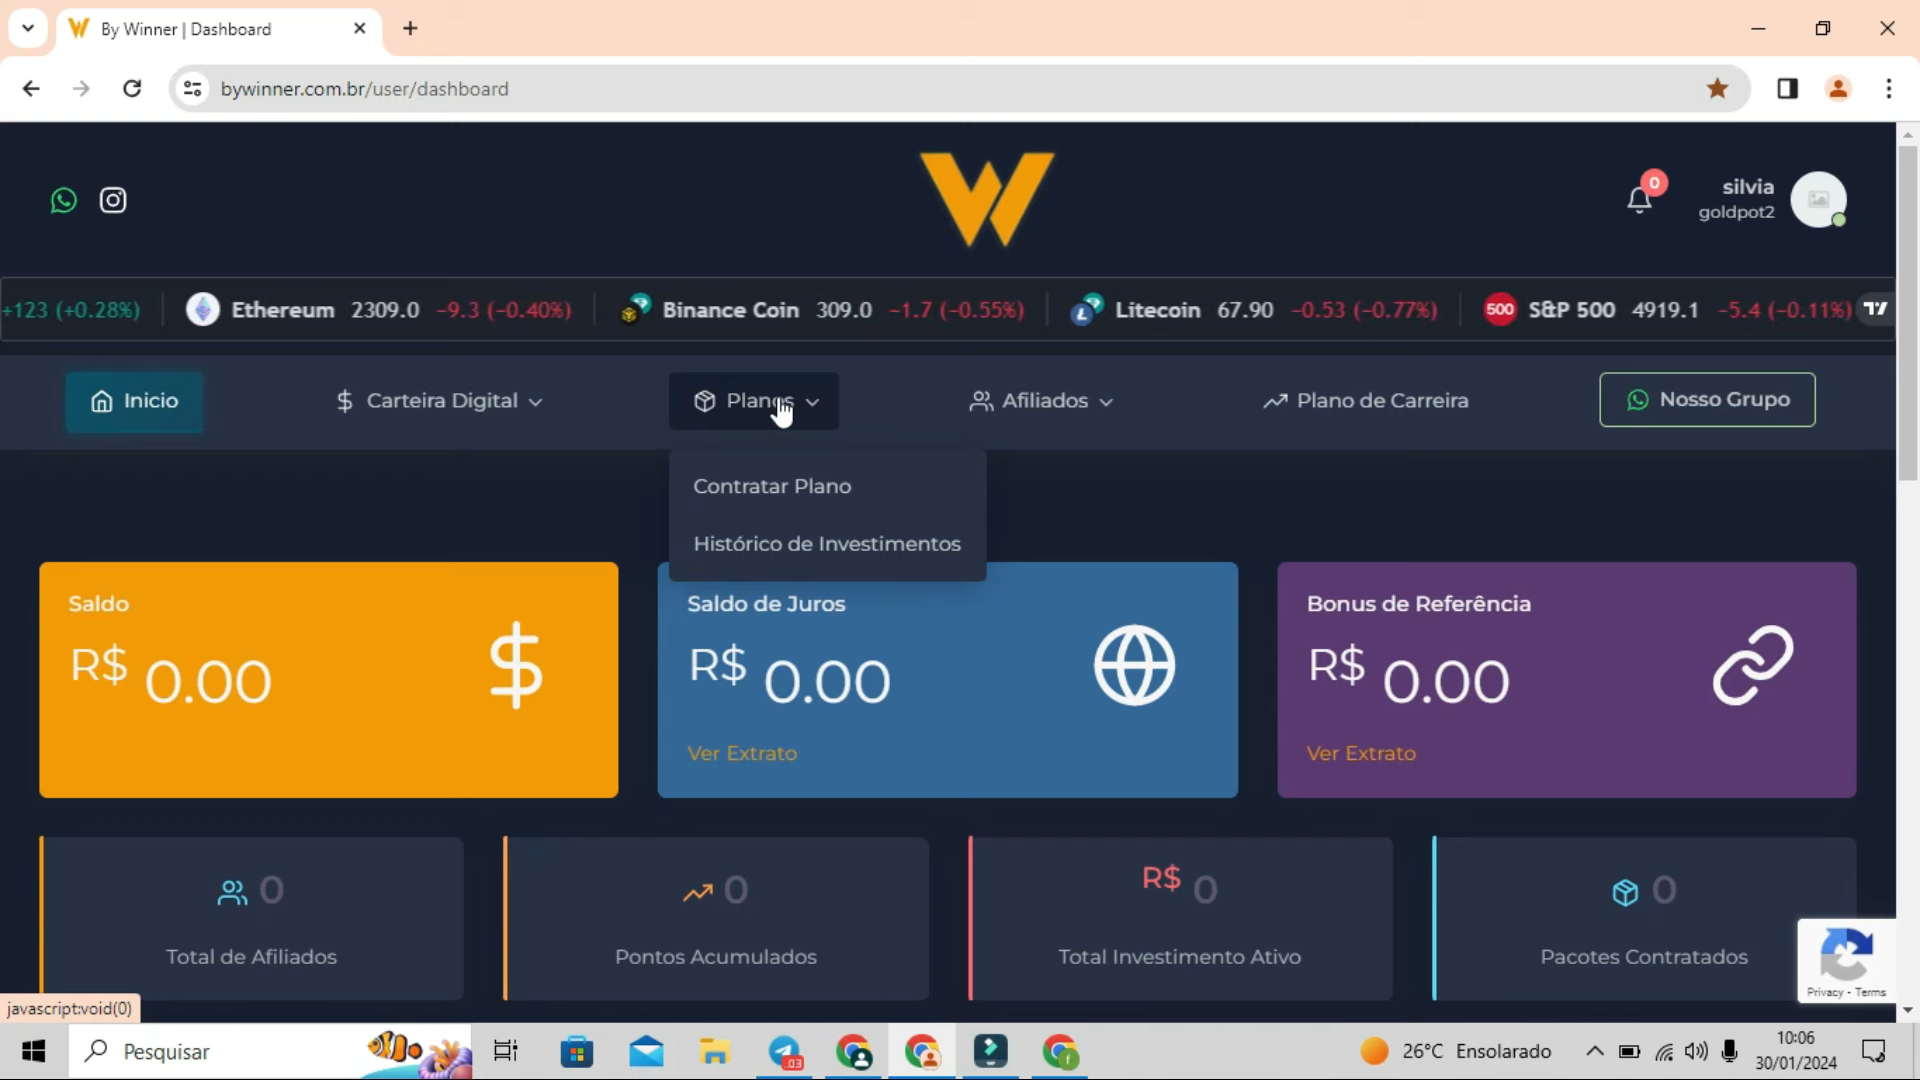 By Winner | Dashboard
bywinner.com.br/user/dashboard
0
silvia
goldpot2
+123 (+0.28%)
Ethereum 2309.0 -9.3 (-0.40%)
Binance Coin 309.0 -1.7 (-0.55%)
Litecoin 67.90 -0.53 (-0.77%)
500 S&P 500 4919.1 -5.4 (-0.11%)
Inicio
Carteira Digital
Planos
Afiliados
Plano de Carreira
Nosso Grupo
Contratar Plano
Histórico de Investimentos
Saldo
R$ 0.00
Saldo de Juros
R$ 0.00
Ver Extrato
Bonus de Referência
R$ 0.00
Ver Extrato
0
Total de Afiliados
0
Pontos Acumulados
R$ 0
Total Investimento Ativo
0
Pacotes Contratados
Privacy - Terms
javascript:void(0)
Pesquisar
.03
f
26°C Ensolarado
10:06
30/01/2024